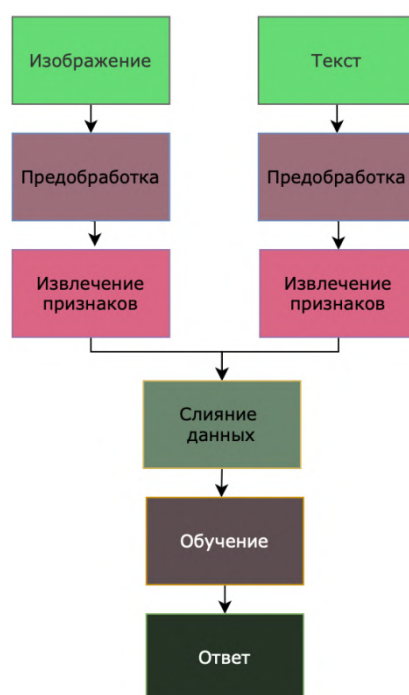 Изображение
Текст
Предобработка
Предобработка
Извлечение
признаков
Извлечение
признаков
Слияние
данных
Обучение
Ответ